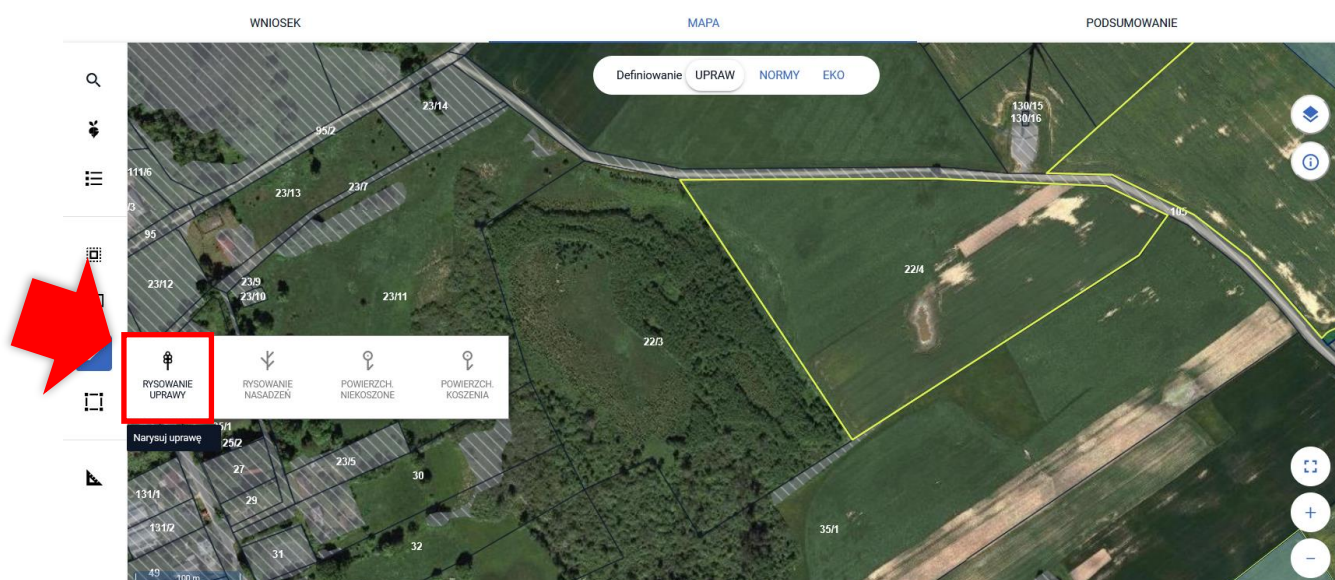 WNIOSEK
MAPA
PODSUMOWANIE
Definiowanie UPRAW NORMY EKO
23/14
130/15
130/16
95/2
111/6
23/13
23/7
/3
95
105
22/4
23/12
23/9
23/10
23/11
22/3
RYSOWANIE
UPRAWY
RYSOWANIE
NASADZEŃ
POWIERZCH.
NIEKOSZONE
POWIERZCH.
KOSZENIA
Narysuj uprawę
25/2
27
23/5
30
131/1
29
131/2
35/1
31
32
49
100 m